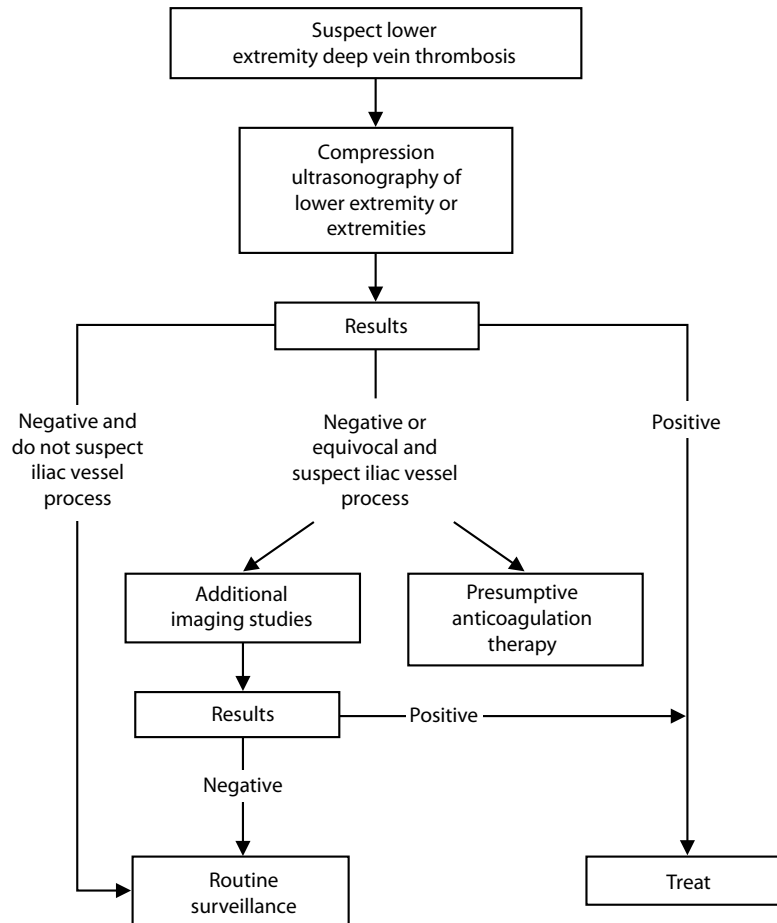 Suspect lower
extremity deep vein thrombosis
Compression
ultrasonography of
lower extremity or
extremities
Results
Negative and
do not suspect
iliac vessel
process
Negative or
equivocal and
suspect iliac vessel
process
Positive
Additional
imaging studies
Presumptive
anticoagulation
therapy
Results
Positive
Negative
Routine
surveillance
Treat